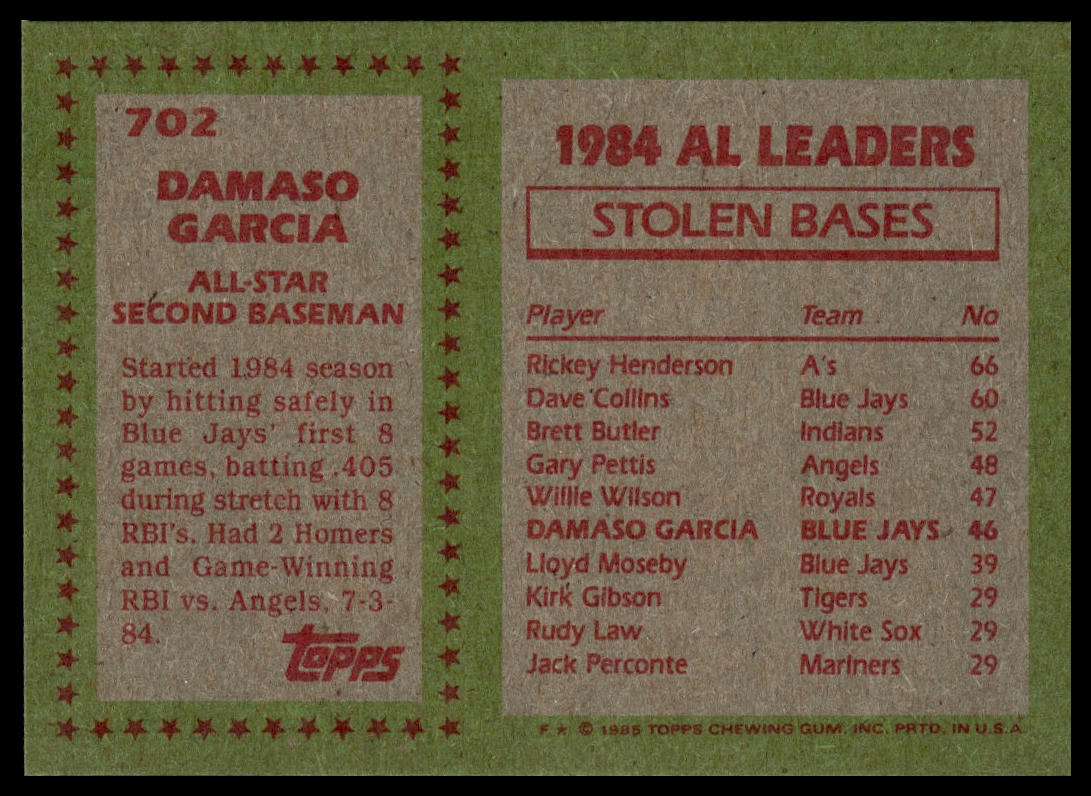 702
DAMASO
GARCIA
ALL-STAR
SECOND BASEMAN
Started 1984 season
by hitting safely in
Blue Jays' first 8
games, batting .405
during stretch with 8
RBI's. Had 2 Homers
and Game-Winning
RBI vs. Angels, 7-3-
84.
TOPPS
1984 AL LEADERS
STOLEN BASES
Player Team No
Rickey Henderson A's 66
Dave Collins Blue Jays 60
Brett Butler Indians 52
Gary Pettis Angels 48
Willie Wilson Royals 47
DAMASO GARCIA BLUE JAYS 46
Lloyd Moseby Blue Jays 39
Kirk Gibson Tigers 29
Rudy Law White Sox 29
Jack Perconte Mariners 29
F ★ © 1985 TOPPS CHEWING GUM, INC. PRTD. IN U.S.A